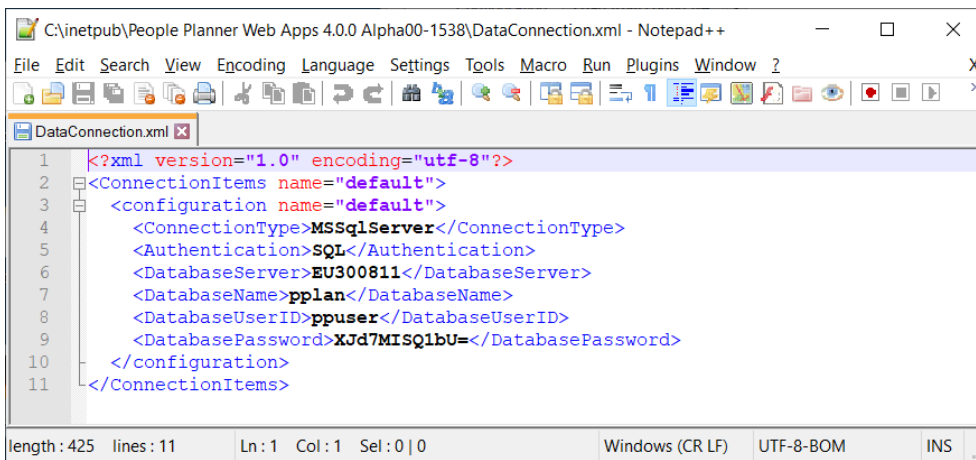 C:\inetpub\People Planner Web Apps 4.0.0 Alpha00-1538\DataConnection.xml - Notepad++
File Edit Search View Encoding Language Settings Tools Macro Run Plugins Window ? X
DataConnection.xml
1 <?xml version="1.0" encoding="utf-8"?>
2 <ConnectionItems name="default">
3 <configuration name="default">
4 <ConnectionType>MSSqlServer</ConnectionType>
5 <Authentication>SQL</Authentication>
6 <DatabaseServer>EU300811</DatabaseServer>
7 <DatabaseName>pplan</DatabaseName>
8 <DatabaseUserID>ppuser</DatabaseUserID>
9 <DatabasePassword>XJd7MISQ1bU=</DatabasePassword>
10 </configuration>
11 </ConnectionItems>
length : 425 lines : 11 Ln : 1 Col : 1 Sel : 0 | 0 Windows (CR LF) UTF-8-BOM INS